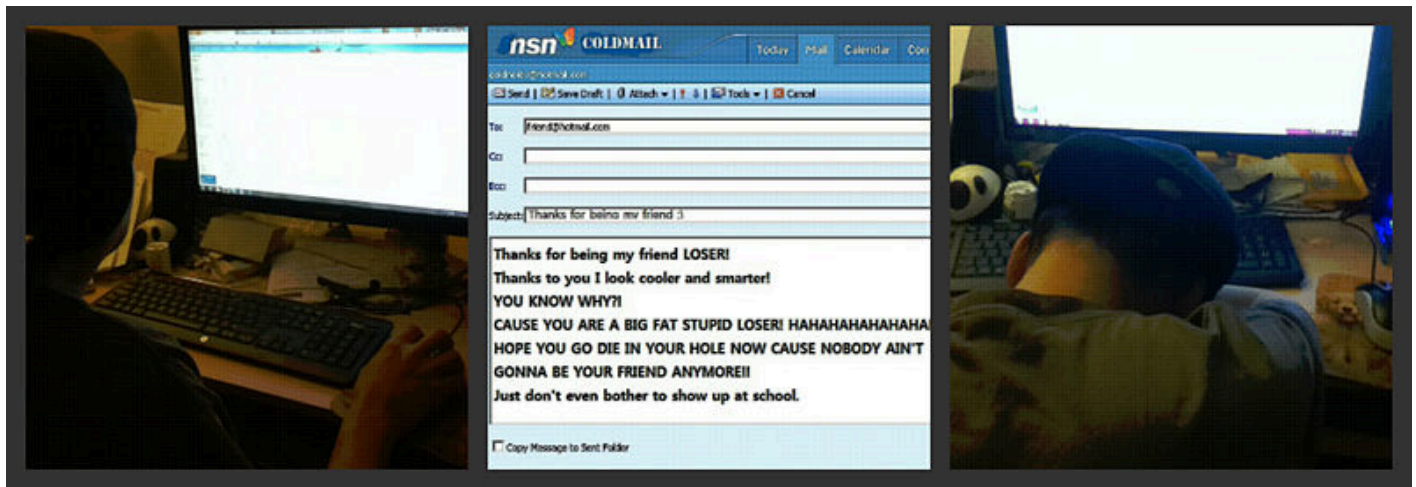 nsn COLDMAIL
Today Mail Calendar
Send | Save Draft | Attach | Tools | Cancel
To: friend@hotmail.com
Cc:
Bcc:
Subject: Thanks for being my friend :)
Thanks for being my friend LOSER!
Thanks to you I look cooler and smarter!
YOU KNOW WHY?!
CAUSE YOU ARE A BIG FAT STUPID LOSER! HAHAHAHAHAHAHA
HOPE YOU GO DIE IN YOUR HOLE NOW CAUSE NOBODY AIN'T
GONNA BE YOUR FRIEND ANYMORE!!
Just don't even bother to show up at school.
Copy Message to Sent Folder